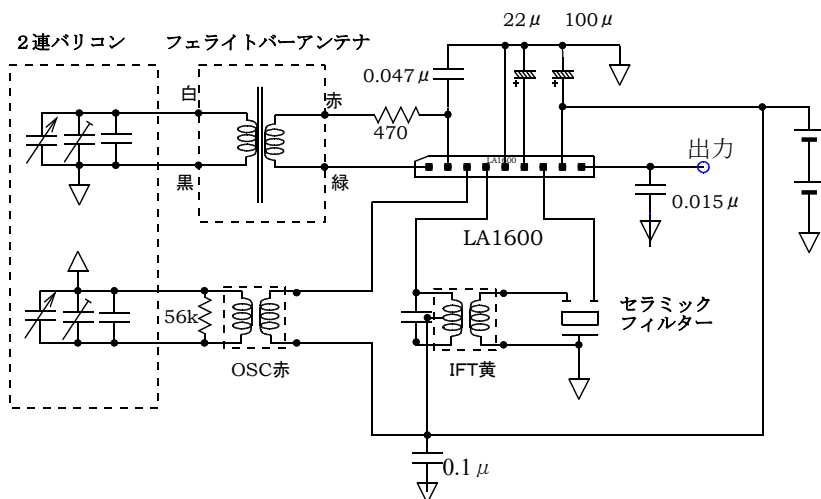 22μ
100μ
2連バリコン
フェライトバーアンテナ
白
赤
0.047μ
470
LA1600
出力
黒
緑
0.015μ
LA1600
56k
セラミック
フィルター
OSC赤
IFT黄
0.1μ
+
+